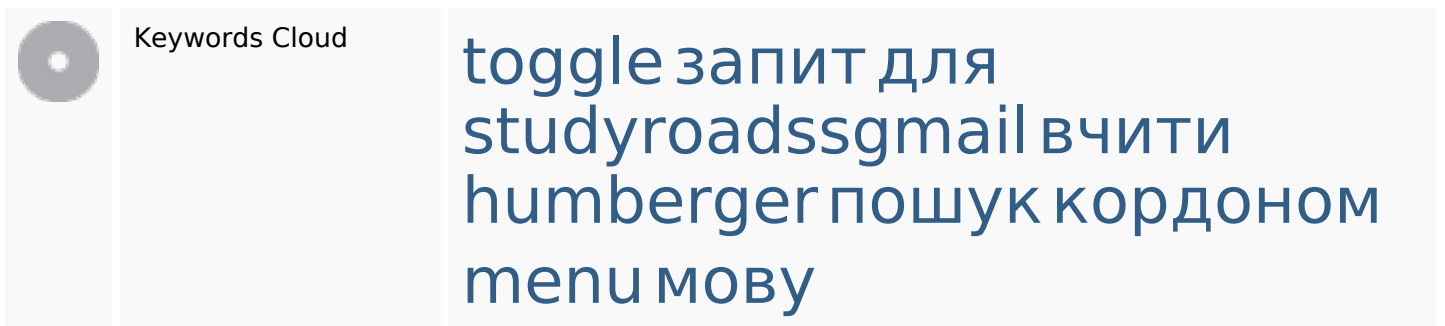 Keywords Cloud
toggle запит для
studyroadssgmail вчити
humberger пошук кордоном
menu мову